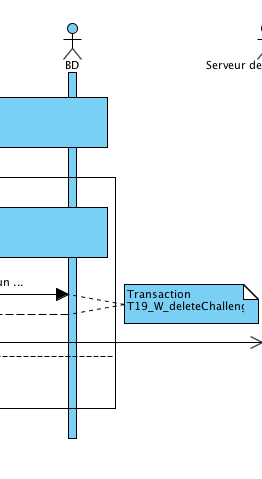 BD
Serveur de
un ...
Transaction
T19_W_deleteChalleng